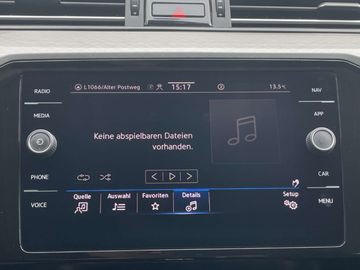 RADIO
MEDIA
PHONE
VOICE
L1066/Alter Postweg
15:17
13.5°C
Keine abspielbaren Dateien
vorhanden.
Quelle
Auswahl
Favoriten
Details
Setup
NAV
APP
CAR
MENU